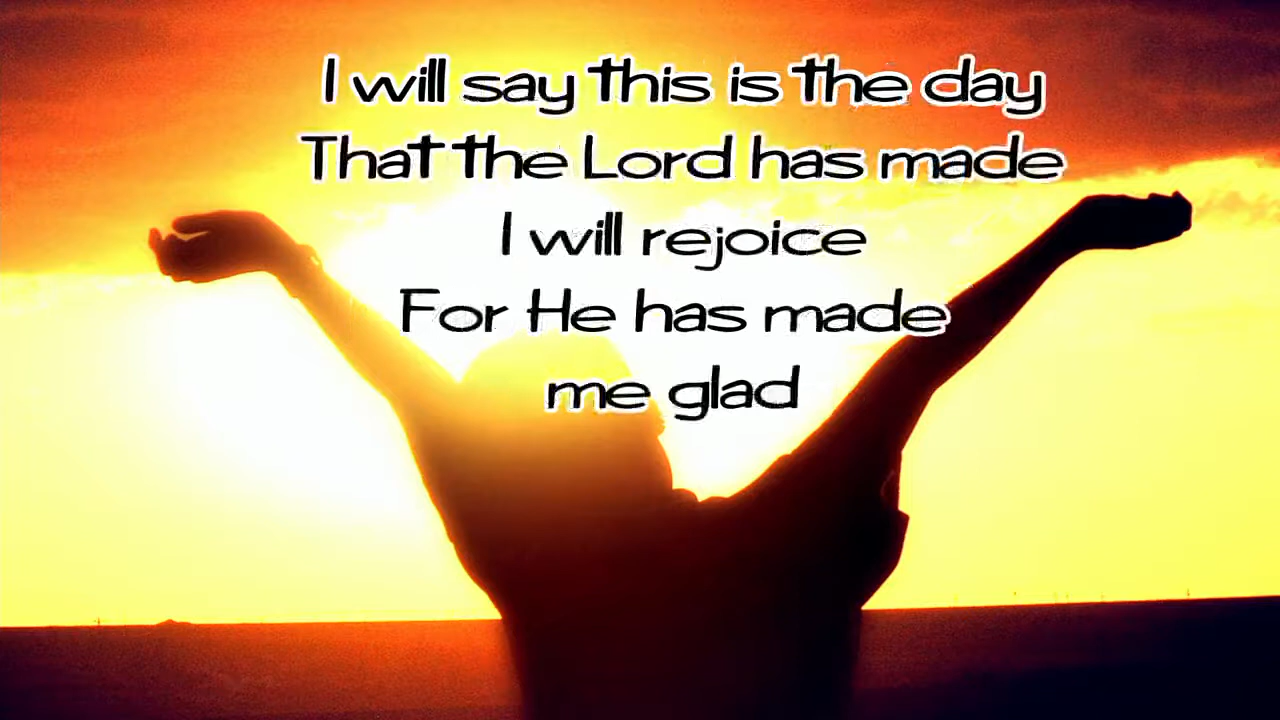 I will say this is the day
That the Lord has made
I will rejoice
For He has made
me glad